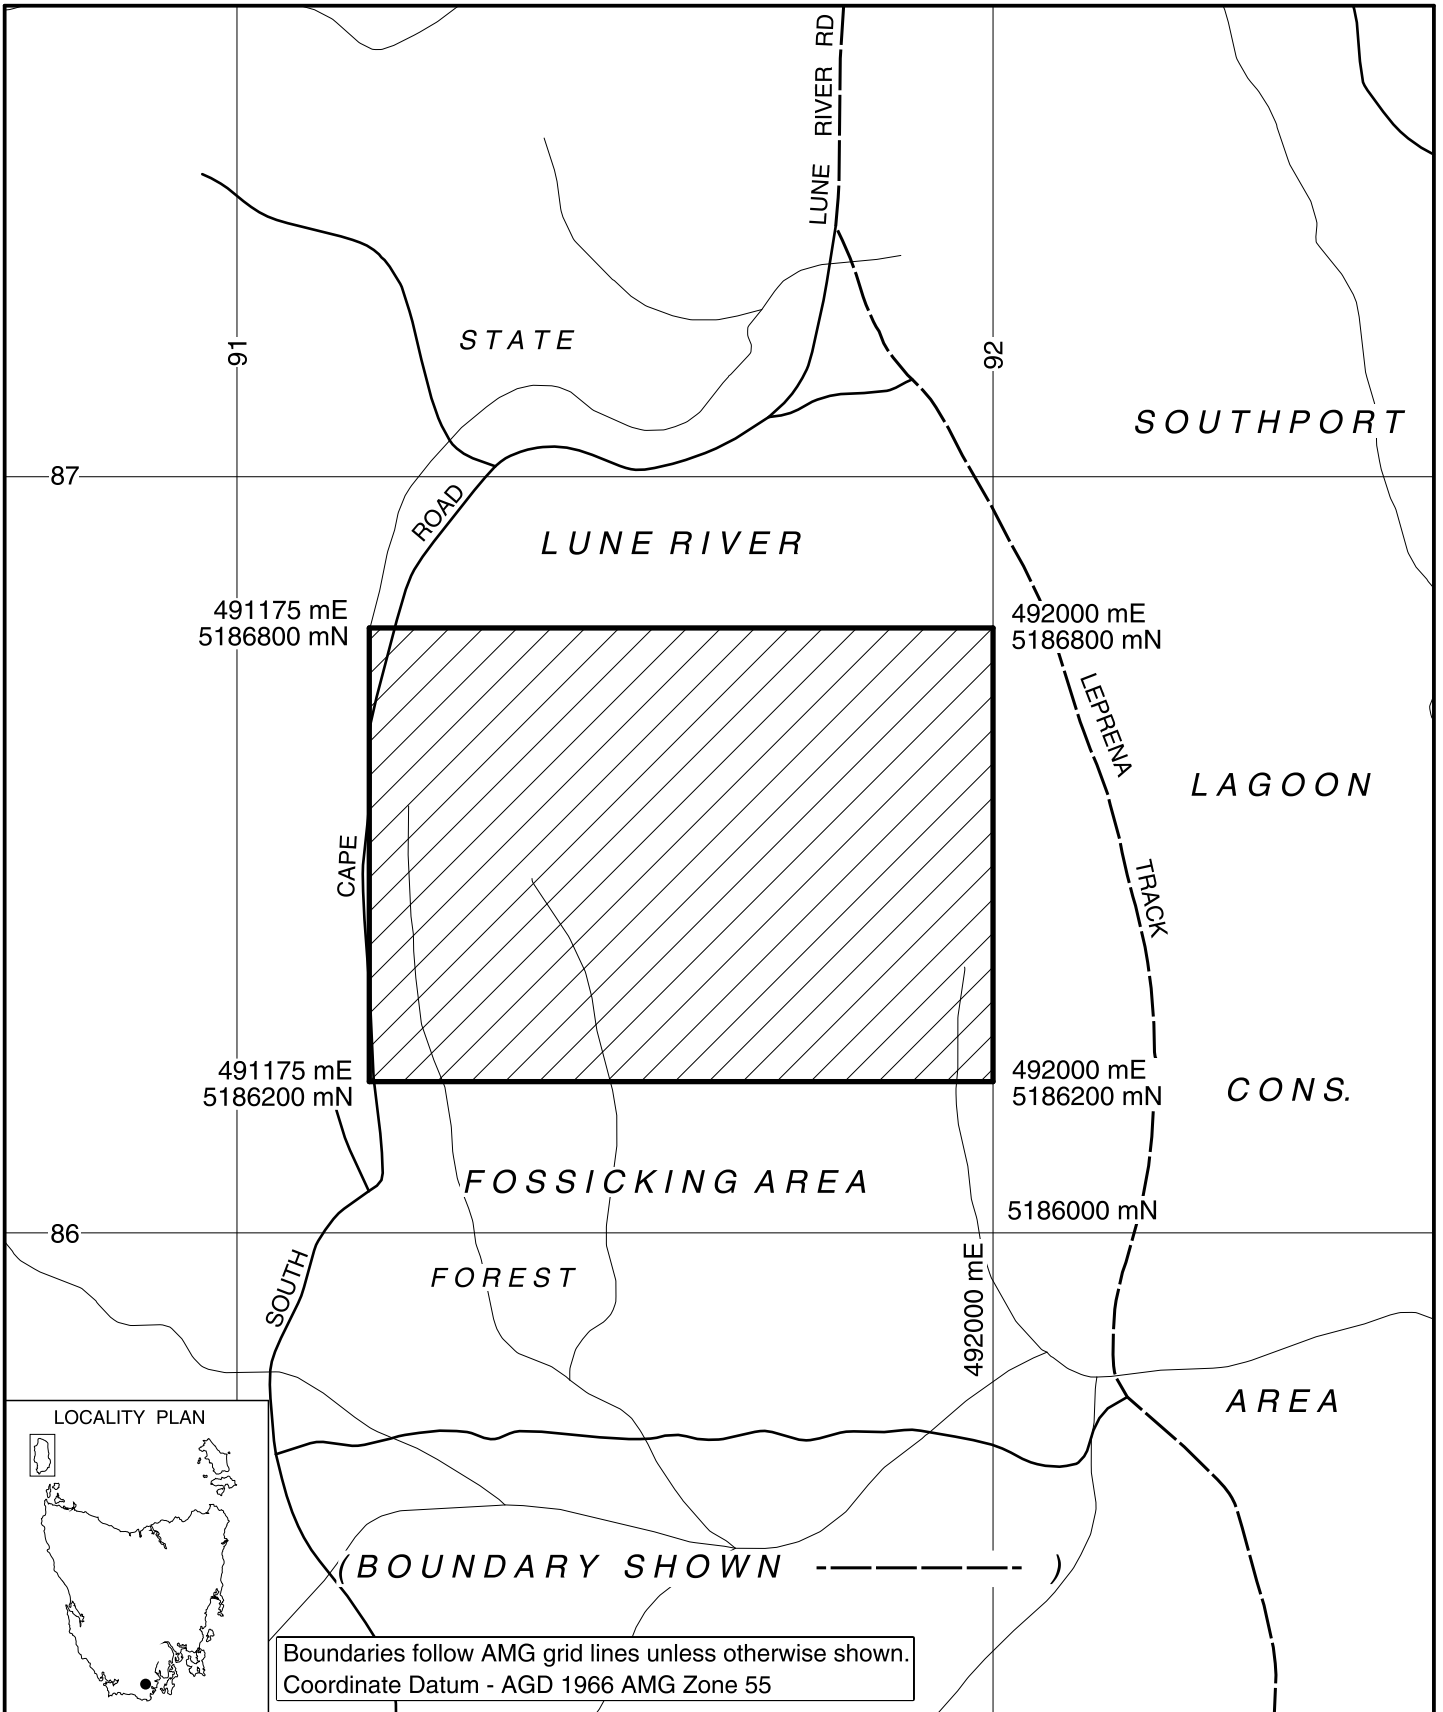 LUNE RIVER RD
91
92
STATE
SOUTHPORT
87
ROAD
LUNE RIVER
491175 mE
5186800 mN
492000 mE
5186800 mN
LEPRENA
LAGOON
CAPE
TRACK
491175 mE
5186200 mN
492000 mE
5186200 mN
CONS.
FOSSICKING AREA
5186000 mN
86
SOUTH
FOREST
492000 mE
AREA
LOCALITY PLAN
(BOUNDARY SHOWN )
Boundaries follow AMG grid lines unless otherwise shown.
Coordinate Datum - AGD 1966 AMG Zone 55